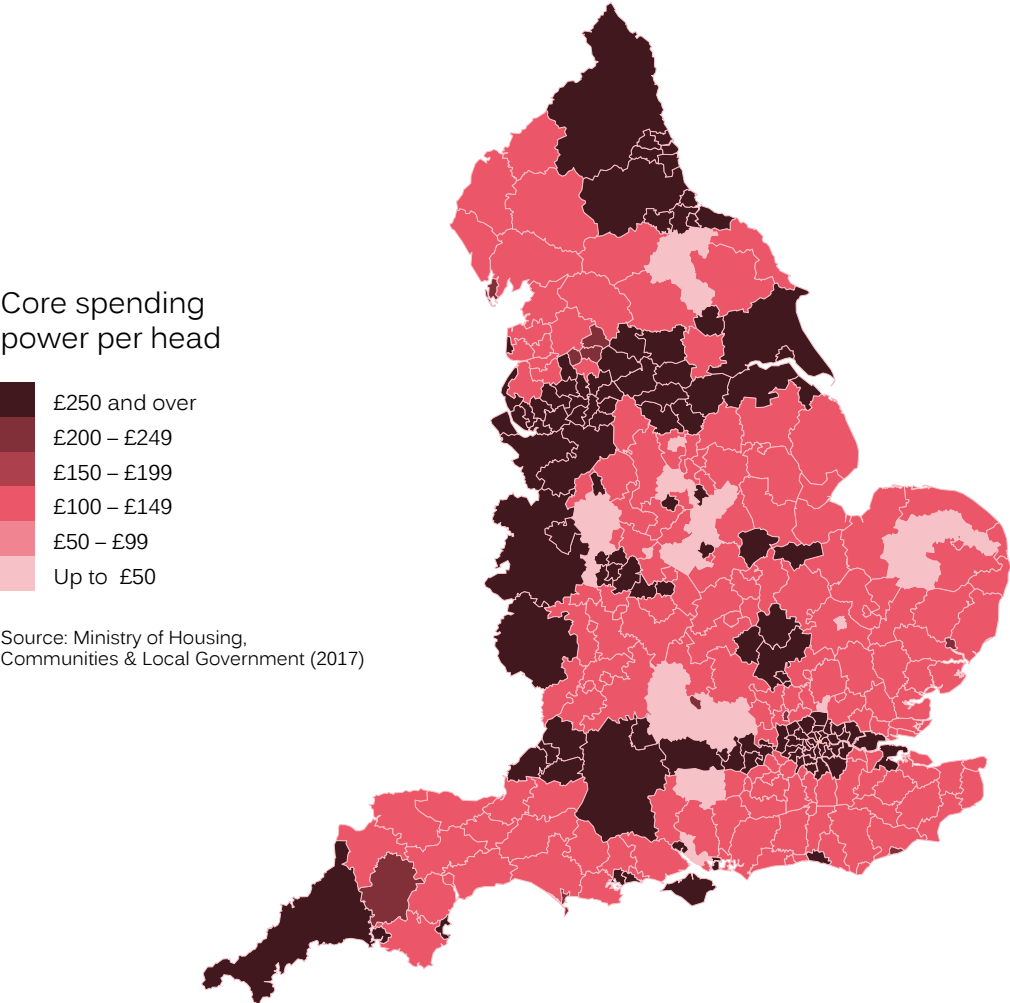 Core spending
power per head
£250 and over
£200 – £249
£150 – £199
£100 – £149
£50 – £99
Up to £50
Source: Ministry of Housing,
Communities & Local Government (2017)